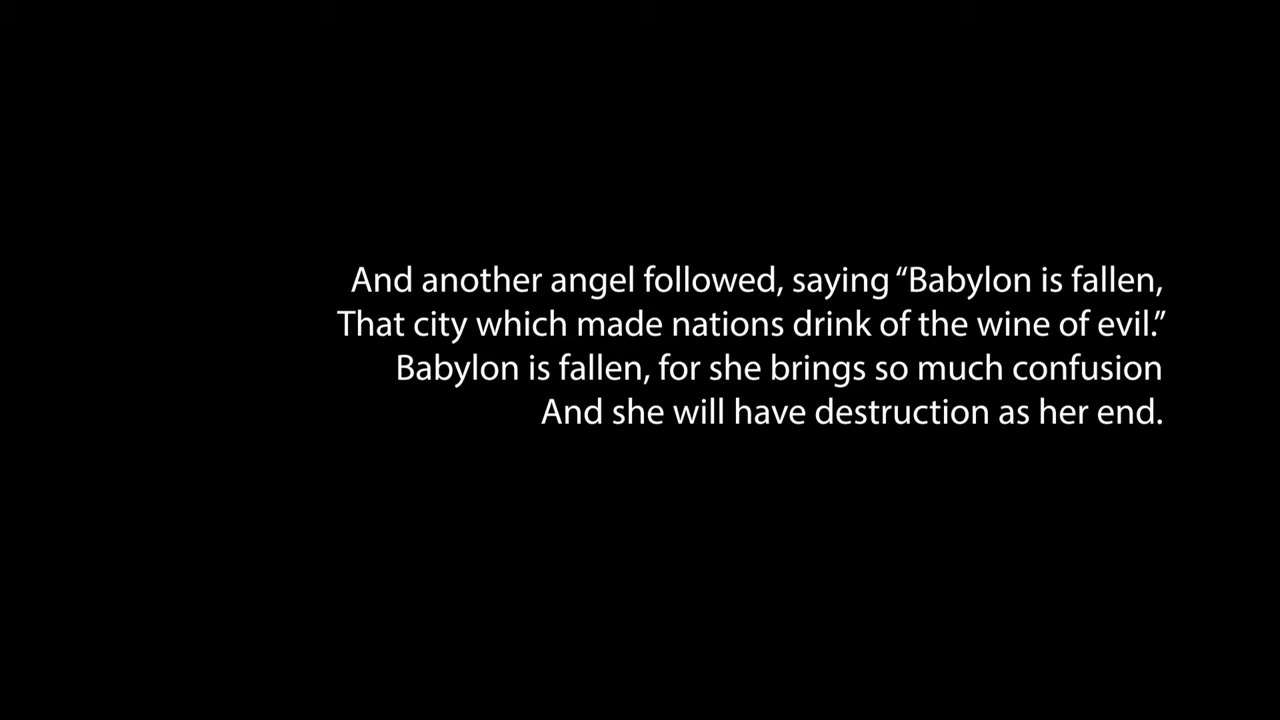 And another angel followed, saying “Babylon is fallen,
That city which made nations drink of the wine of evil.”
Babylon is fallen, for she brings so much confusion
And she will have destruction as her end.